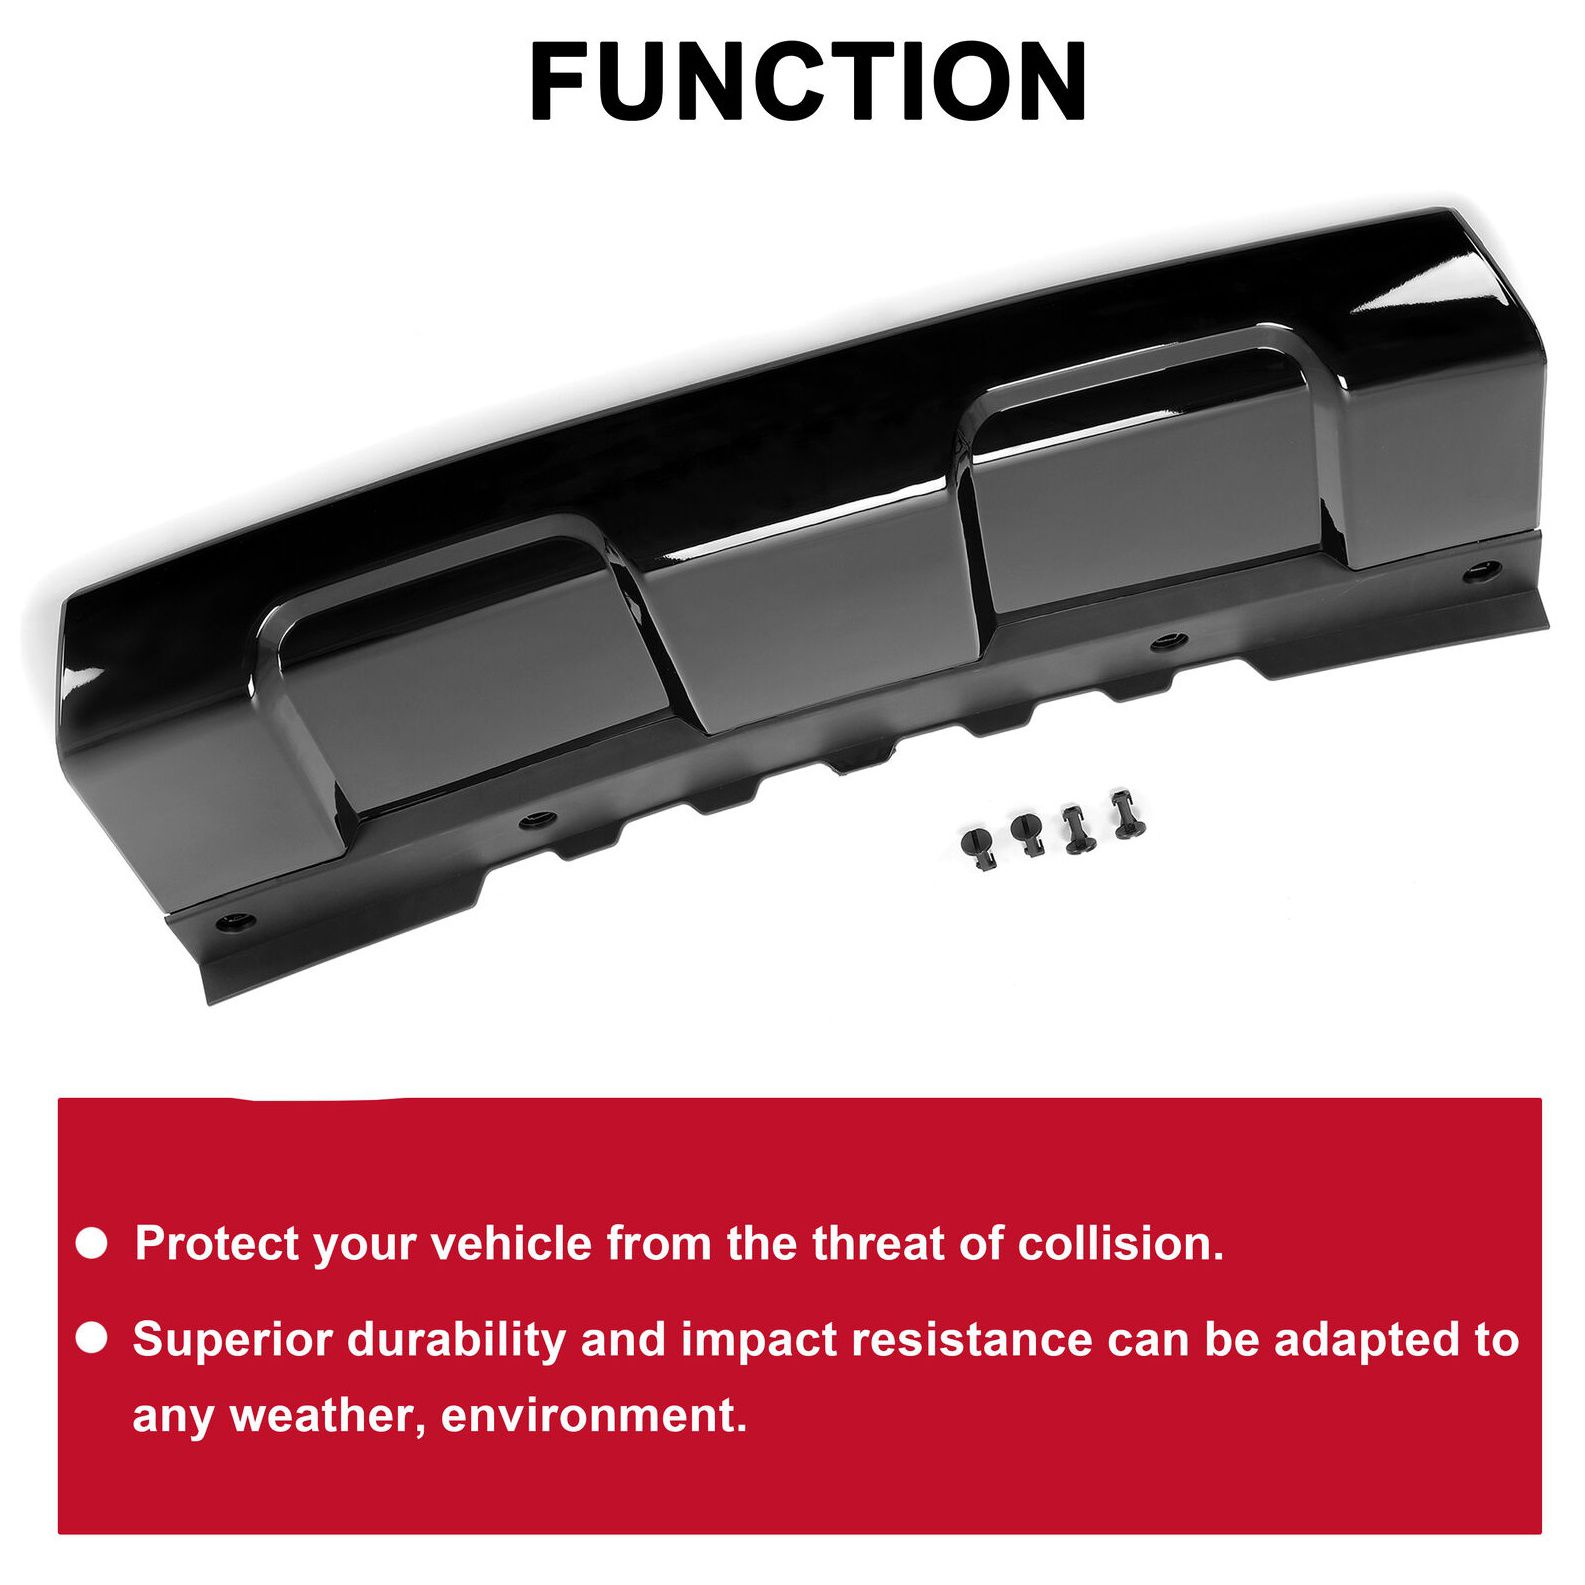 FUNCTION
Protect your vehicle from the threat of collision.
Superior durability and impact resistance can be adapted to
any weather, environment.